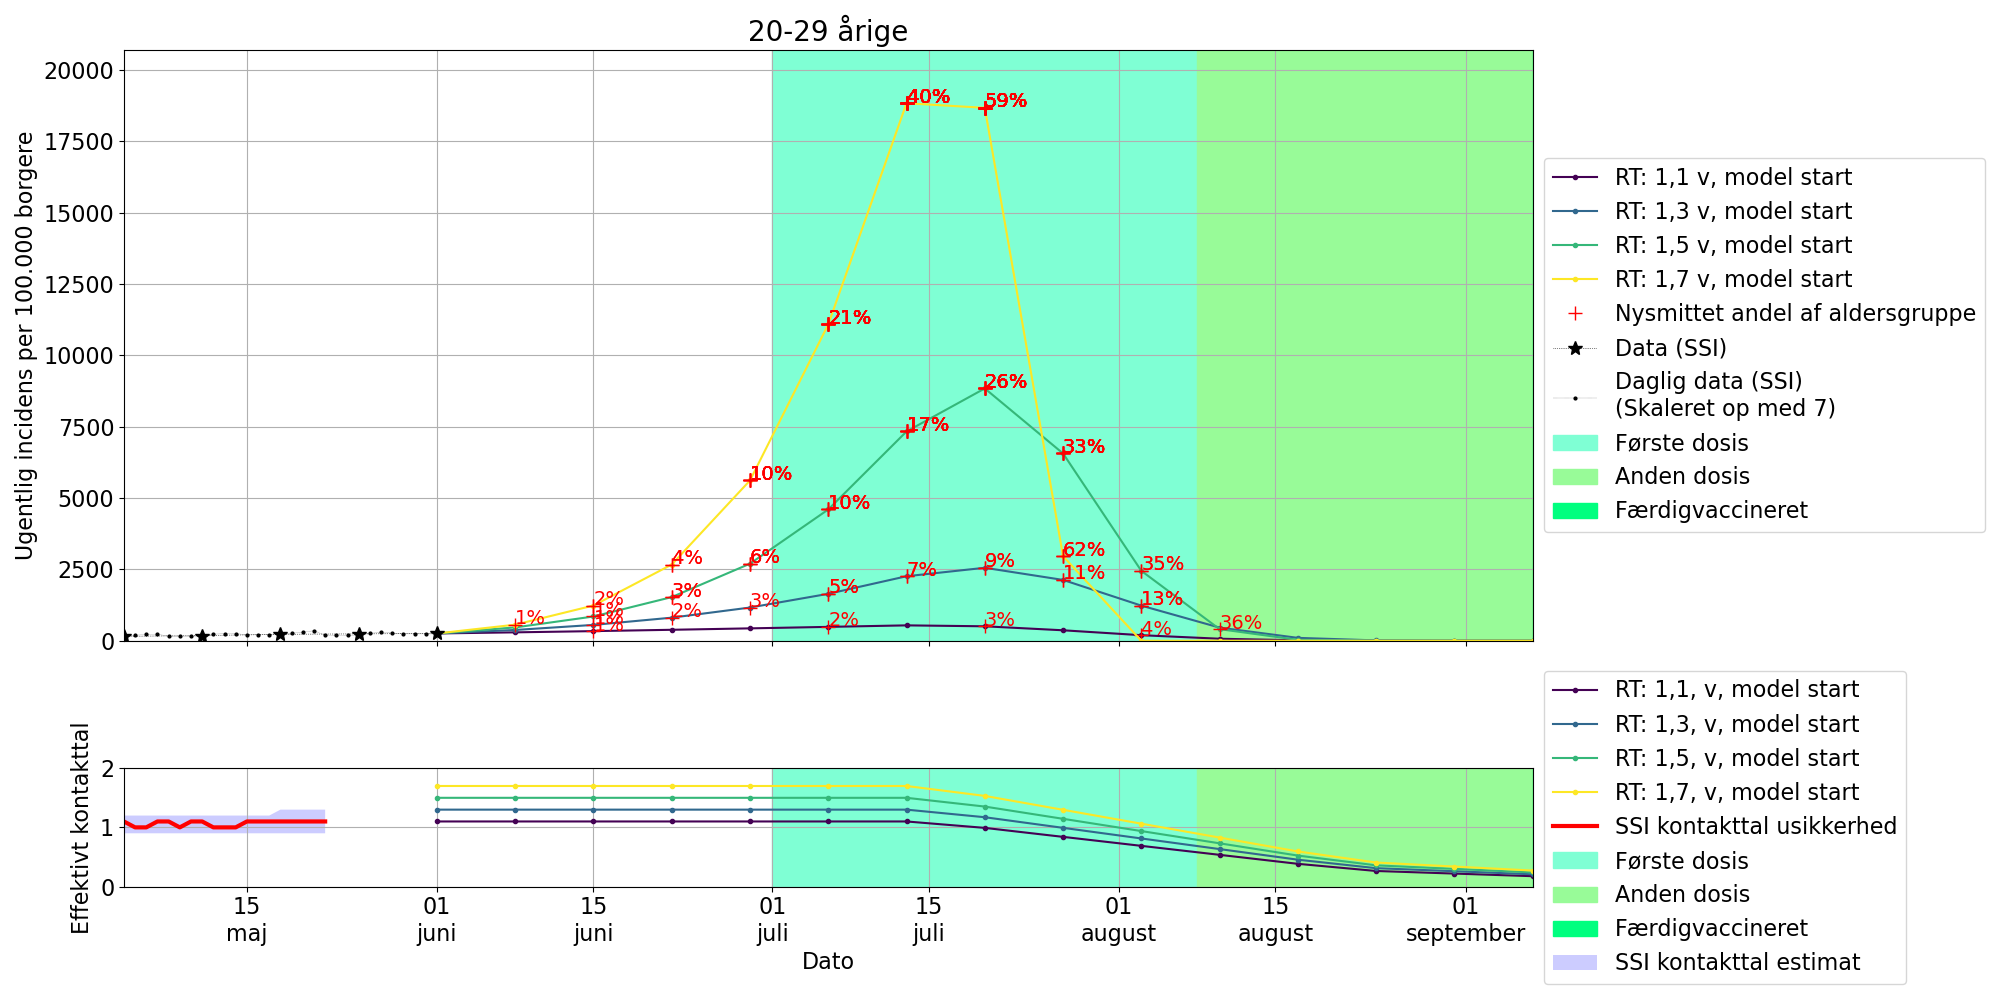 20-29 årige
Ugentlig incidens per 100.000 borgere
20000
17500
15000
12500
10000
7500
5000
2500
0
40%
59%
21%
26%
17%
33%
10%
10%
62%
4%
6%
35%
9%
7%
11%
3%
5%
2%
3%
13%
2%
1%
1%
1%
1%
2%
3%
4%
36%
RT: 1,1 v, model start
RT: 1,3 v, model start
RT: 1,5 v, model start
RT: 1,7 v, model start
Nysmittet andel af aldersgruppe
Data (SSI)
Daglig data (SSI)
(Skaleret op med 7)
Første dosis
Anden dosis
Færdigvaccineret
Effektivt kontakttal
2
1
0
15
maj
01
juni
15
juni
01
juli
15
juli
01
august
15
august
01
september
Dato
RT: 1,1, v, model start
RT: 1,3, v, model start
RT: 1,5, v, model start
RT: 1,7, v, model start
SSI kontakttal usikkerhed
Første dosis
Anden dosis
Færdigvaccineret
SSI kontakttal estimat